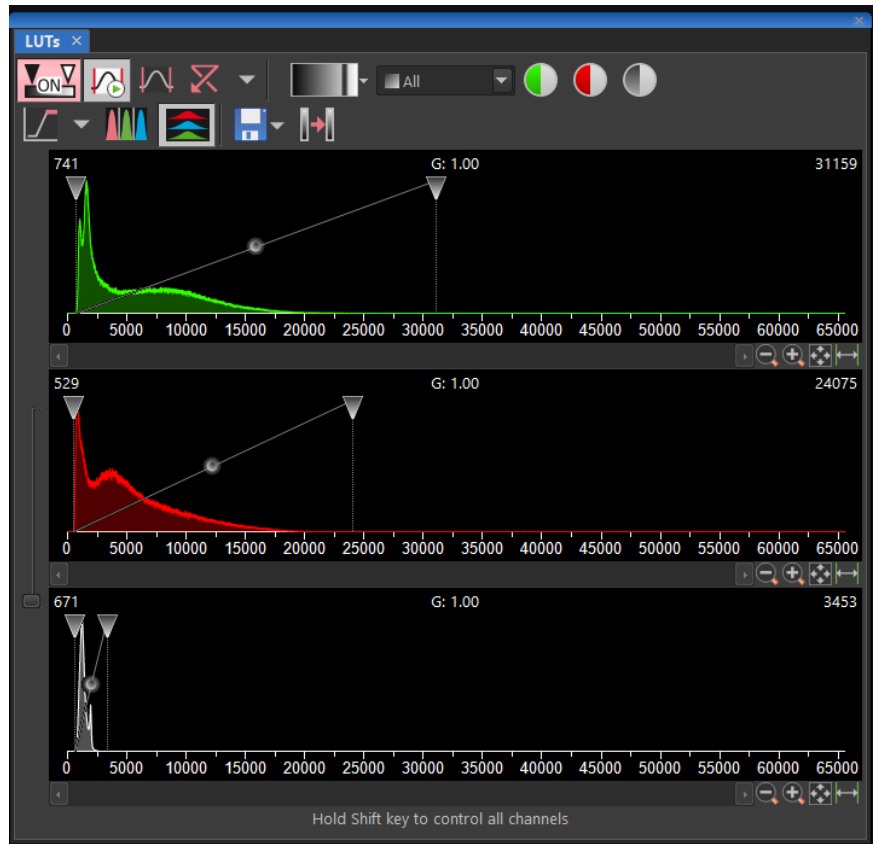 LUTs
ON All
741 G: 1.00 31159
0 5000 10000 15000 20000 25000 30000 35000 40000 45000 50000 55000 60000 65000
529 G: 1.00 24075
0 5000 10000 15000 20000 25000 30000 35000 40000 45000 50000 55000 60000 65000
671 G: 1.00 3453
0 5000 10000 15000 20000 25000 30000 35000 40000 45000 50000 55000 60000 65000
Hold Shift key to control all channels